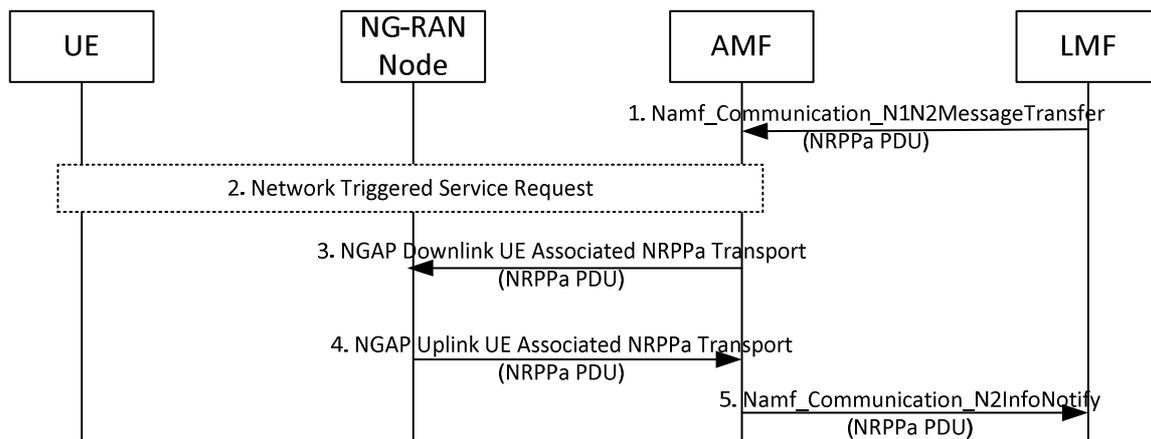 UE
NG-RAN
Node
AMF
LMF
1. Namf_Communication_N1N2MessageTransfer
(NRPPa PDU)
2. Network Triggered Service Request
3. NGAP Downlink UE Associated NRPPa Transport
(NRPPa PDU)
4. NGAP Uplink UE Associated NRPPa Transport
(NRPPa PDU)
5. Namf_Communication_N2InfoNotify
(NRPPa PDU)